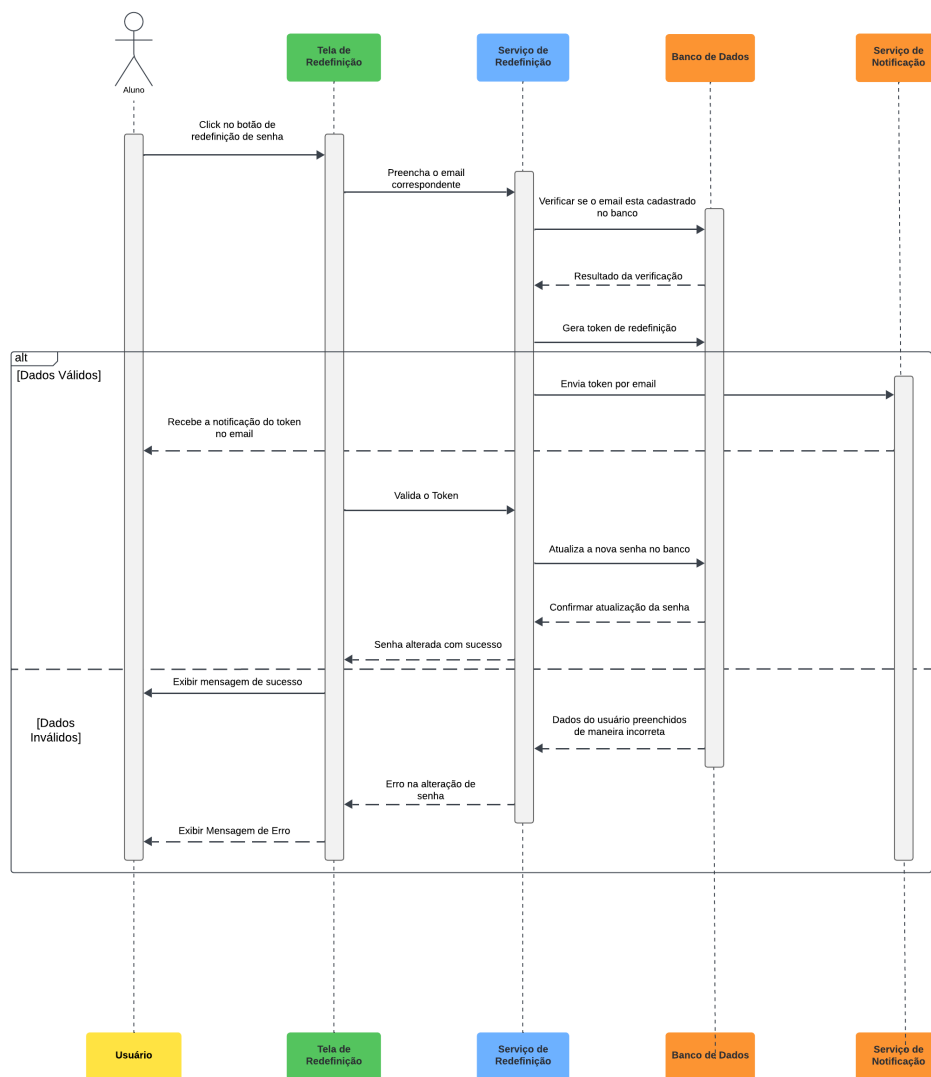 Aluno
Tela de
Redefinição
Serviço de
Redefinição
Banco de Dados
Serviço de
Notificação
Click no botão de
redefinição de senha
Preencha o email
correspondente
Verificar se o email esta cadastrado
no banco
Resultado da verificação
Gera token de redefinição
alt
[Dados Válidos]
Envia token por email
Recebe a notificação do token
no email
Valida o Token
Atualiza a nova senha no banco
Confirmar atualização da senha
Senha alterada com sucesso
Exibir mensagem de sucesso
[Dados
Inválidos]
Dados do usuário preenchidos
de maneira incorreta
Erro na alteração de
senha
Exibir Mensagem de Erro
Usuário
Tela de
Redefinição
Serviço de
Redefinição
Banco de Dados
Serviço de
Notificação